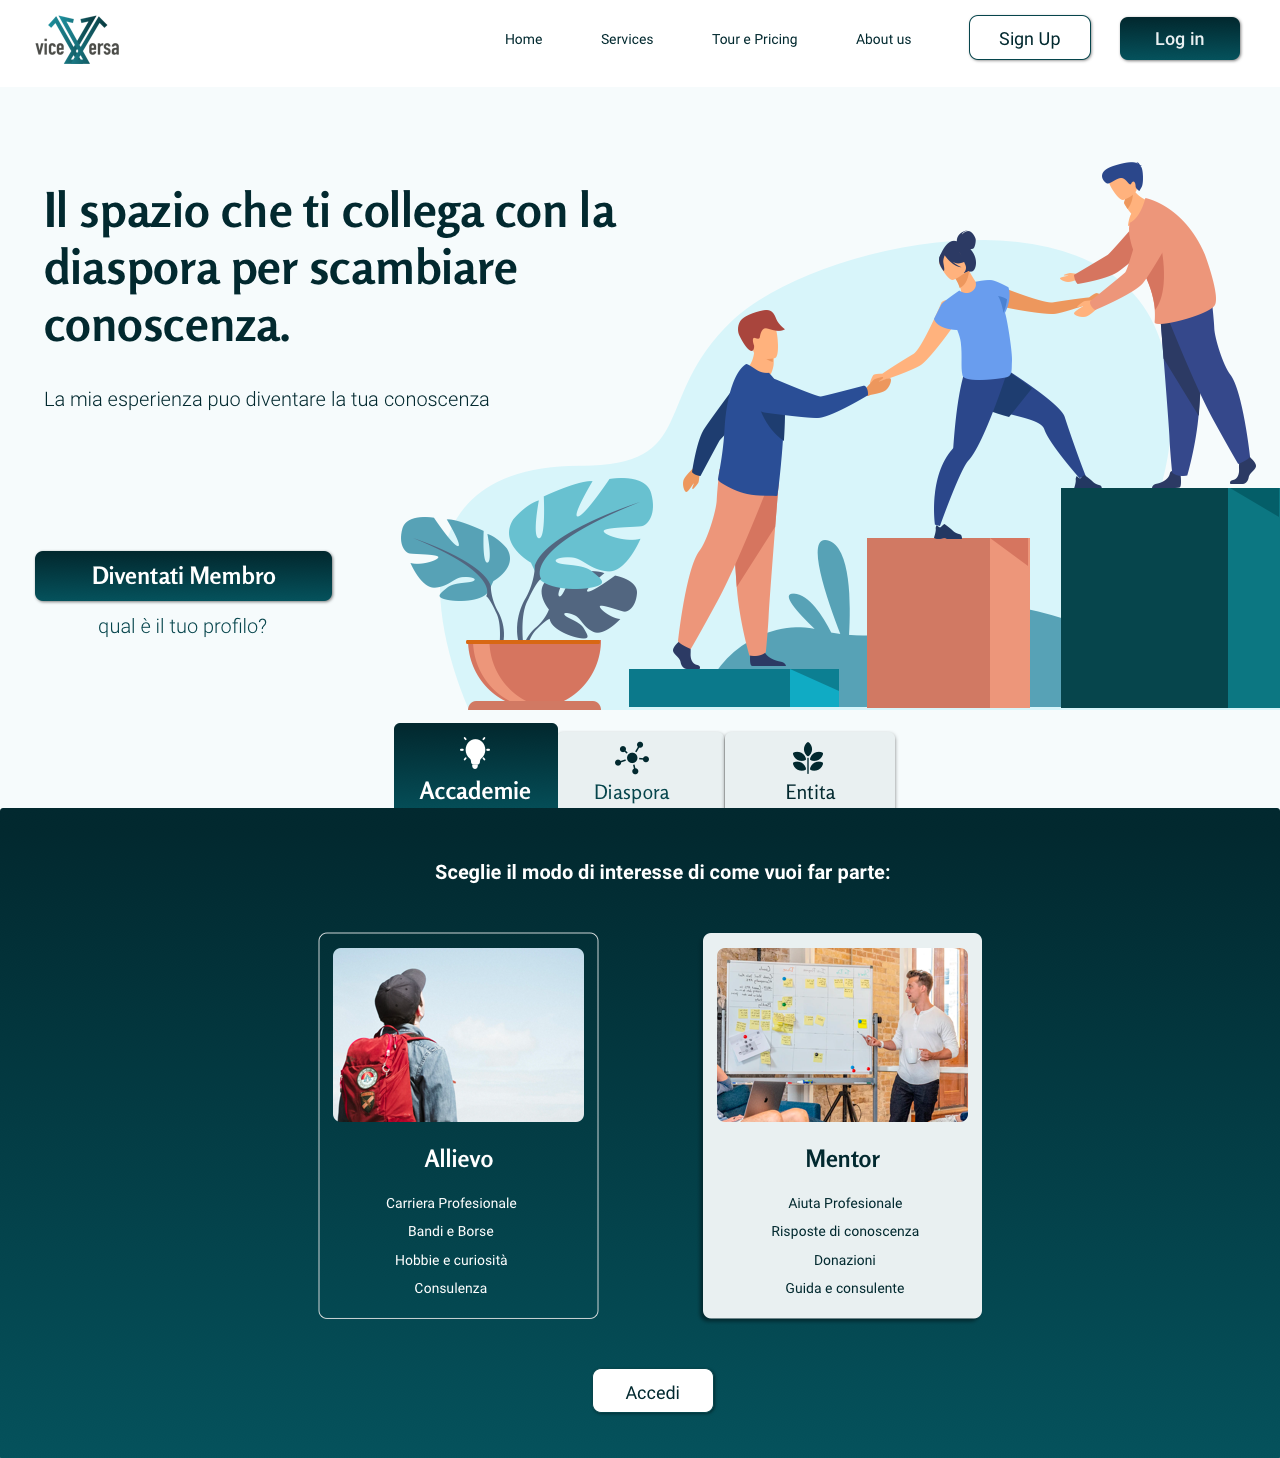 vice versa
Home
Services
Tour e Pricing
About us
Sign Up
Log in
Il spazio che ti collega con la
diaspora per scambiare
conoscenza.
La mia esperienza puo diventare la tua conoscenza
Diventati Membro
qual è il tuo profilo?
Accademie
Diaspora
Entita
Sceglie il modo di interesse di come vuoi far parte:
Allievo
Carriera Profesionale
Bandi e Borse
Hobbie e curiosità
Consulenza
Mentor
Aiuta Profesionale
Risposte di conoscenza
Donazioni
Guida e consulente
Accedi